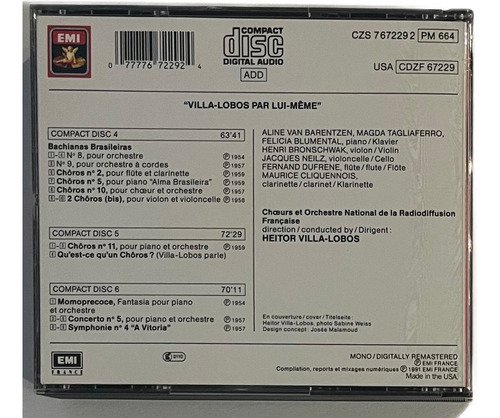 EMI
0 77776 72292 4
COMPACT
disc
DIGITAL AUDIO
ADD
CZS 7 67229 2 PM 664
USA CDZF 67229
"VILLA-LOBOS PAR LUI-MÊME"
COMPACT DISC 4 63'41
Bachianas Brasileiras
N° 8, pour orchestre ℗ 1954
N° 9, pour orchestre à cordes ℗ 1957
Chôros n° 2, pour flûte et clarinette ℗ 1959
Chôros n° 5, pour piano "Alma Brasileira" ℗ 1959
Chôros n° 10, pour chœur et orchestre ℗ 1957
2 Chôros (bis), pour violon et violoncelle ℗ 1958
COMPACT DISC 5 72'29
Chôros n° 11, pour piano et orchestre ℗ 1959
Qu'est-ce qu'un Chôros ? (Villa-Lobos parle)
COMPACT DISC 6 70'11
Momoprecoce, Fantasia pour piano ℗ 1954
et orchestre
Concerto n° 5, pour piano et orchestre ℗ 1957
Symphonie n° 4 "A Vitoria" ℗ 1957
ALINE VAN BARENTZEN, MAGDA TAGLIAFERRO,
FELICIA BLUMENTAL, piano / Klavier
HENRI BRONSCHWAK, violon / Violin
JACQUES NEILZ, violoncelle / Cello
FERNAND DUFRENE, flûte / flute / Flöte
MAURICE CLIQUENNOIS,
clarinette / clarinet / Klarinette
Chœurs et Orchestre National de la Radiodiffusion
Française
direction / conducted by / Dirigent :
HEITOR VILLA-LOBOS
En couverture / cover / Titelseite :
Heitor Villa-Lobos, photo Sabine Weiss
Design / maquette : Josée Malamoud
EMI
FRANCE
MONO / DIGITALLY REMASTERED
℗ EMI FRANCE
Compilation, reports et mixages numériques ℗ 1991 EMI FRANCE
Made in the USA.